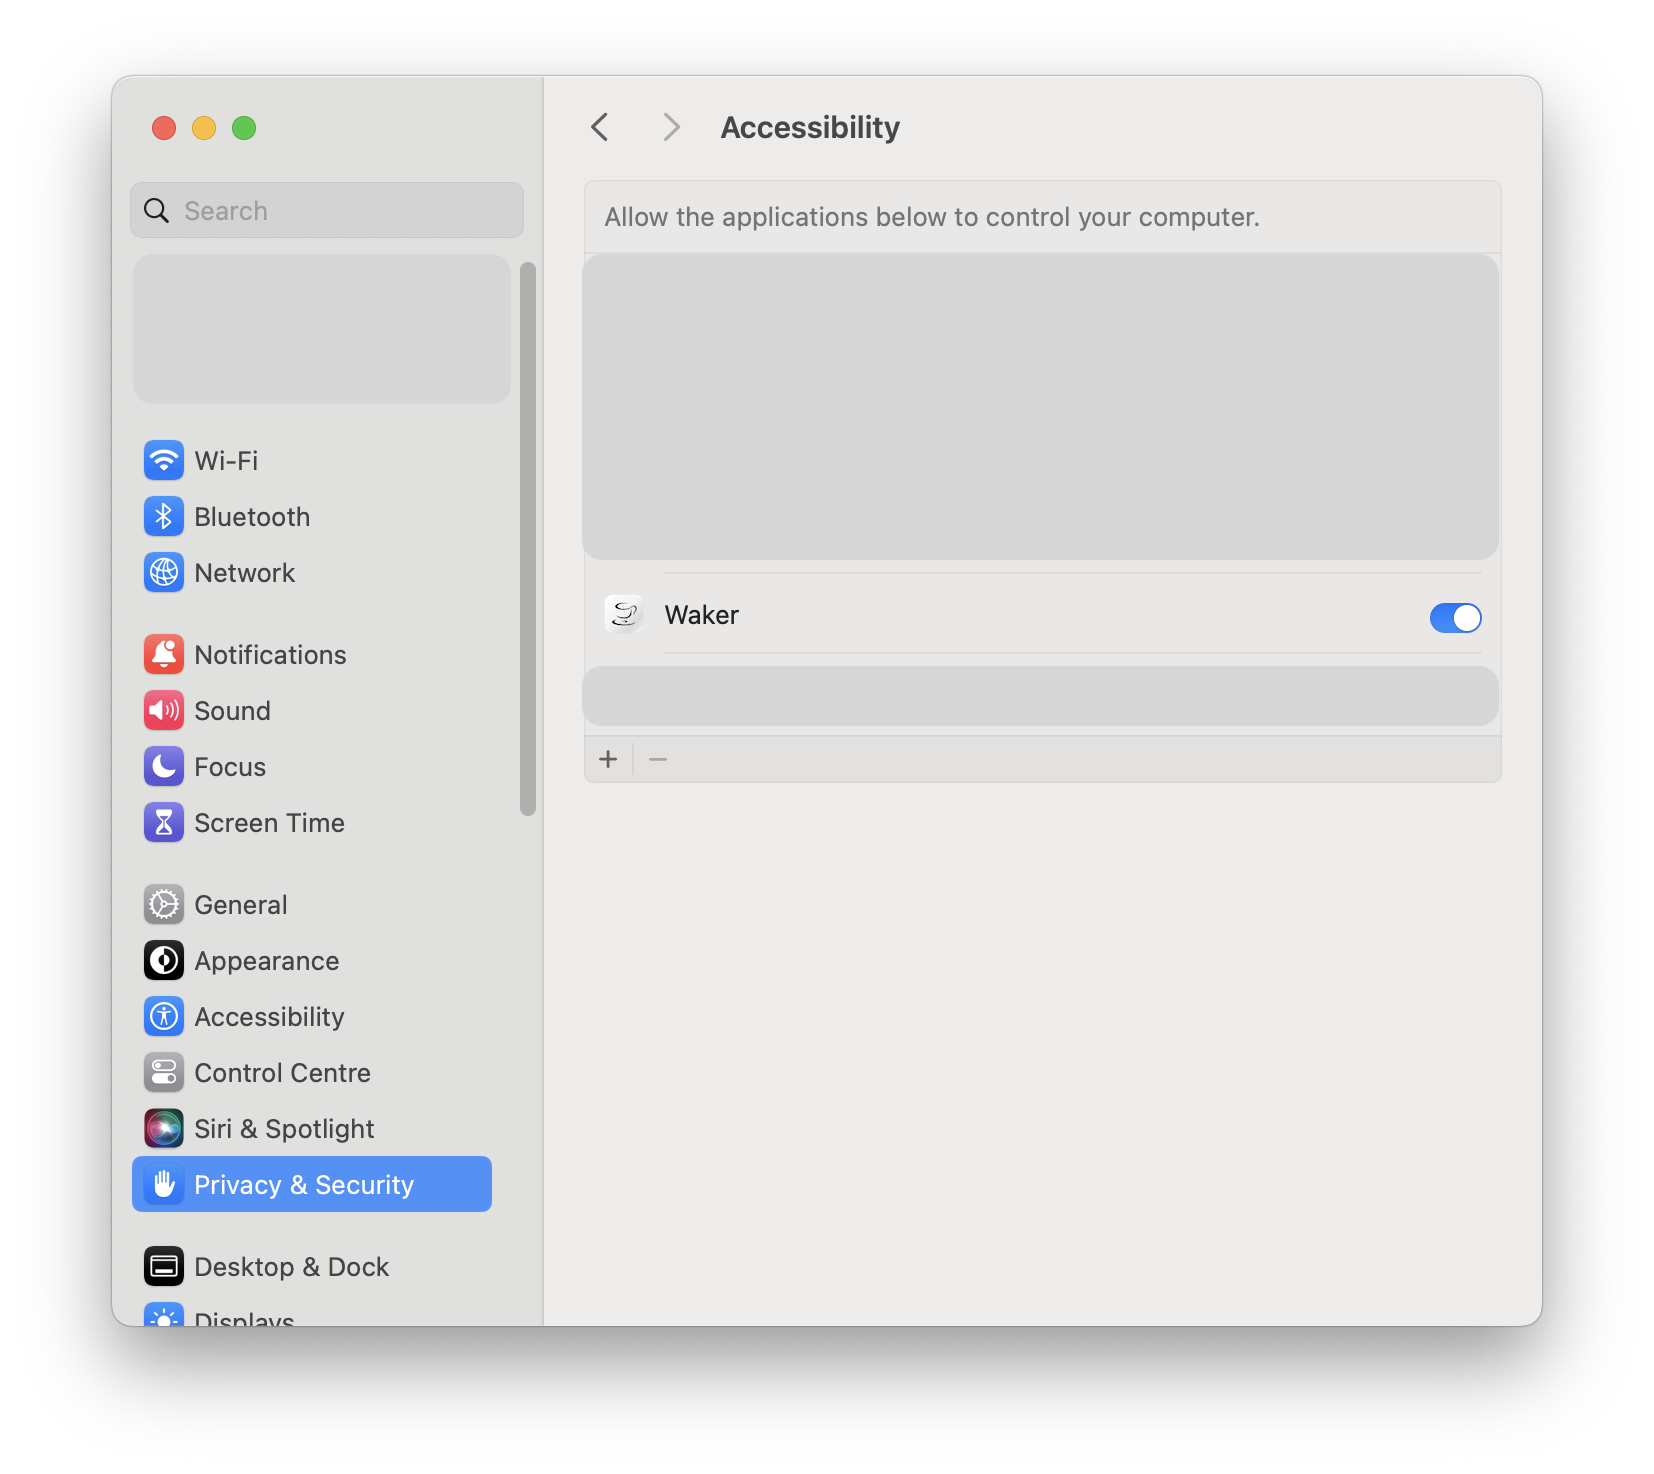 Accessibility
Search
Allow the applications below to control your computer.
Wi-Fi
Bluetooth
Network
Waker
Notifications
Sound
Focus
Screen Time
General
Appearance
Accessibility
Control Centre
Siri & Spotlight
Privacy & Security
Desktop & Dock
Displays